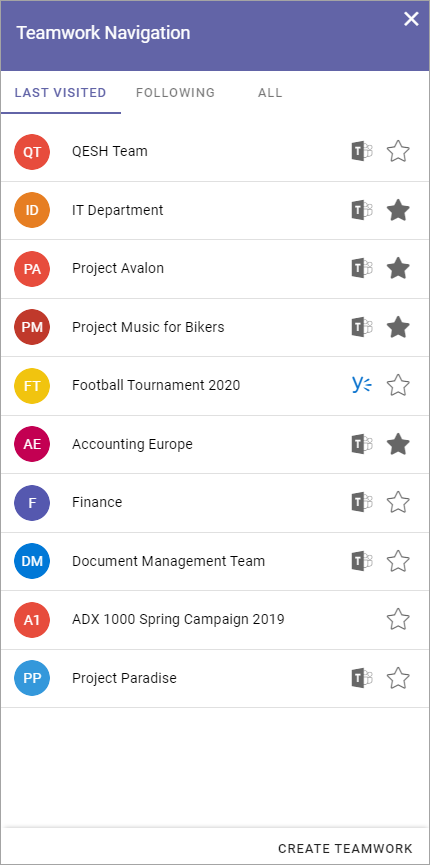 Teamwork Navigation
LAST VISITED FOLLOWING ALL
QT QESH Team
ID IT Department
PA Project Avalon
PM Project Music for Bikers
FT Football Tournament 2020
AE Accounting Europe
F Finance
DM Document Management Team
A1 ADX 1000 Spring Campaign 2019
PP Project Paradise
CREATE TEAMWORK